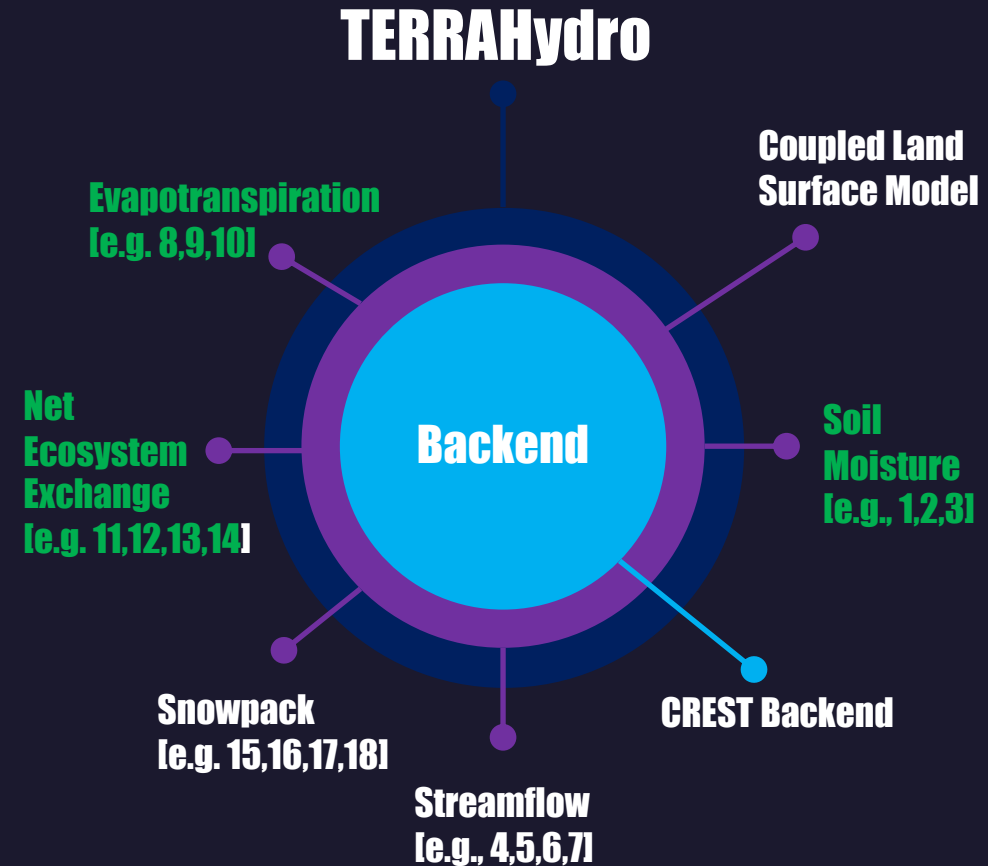 TERRAHydro
Coupled Land
Surface Model
Evapotranspiration
[e.g. 8,9,10]
Net
Ecosystem
Exchange
[e.g. 11,12,13,14]
Backend
Soil
Moisture
[e.g., 1,2,3]
Snowpack
[e.g. 15,16,17,18]
CREST Backend
Streamflow
[e.g., 4,5,6,7]